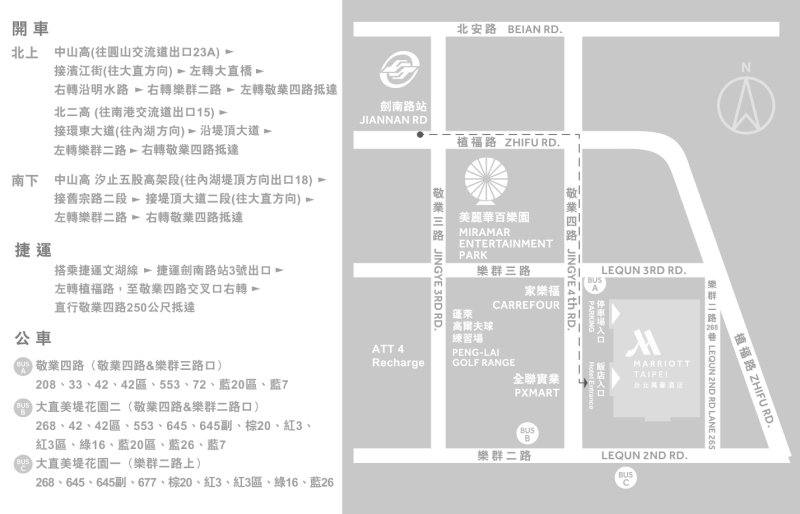 開車
北上 中山高(往圓山交流道出口23A) ►
接濱江街(往大直方向) ► 左轉大直橋 ►
右轉沿明水路 ► 右轉樂群二路 ► 左轉敬業四路抵達
北二高 (往南港交流道出口15) ►
接環東大道(往內湖方向) ► 沿堤頂大道 ►
左轉樂群二路 ► 右轉敬業四路抵達
南下 中山高 汐止五股高架段(往內湖堤頂方向出口18) ►
接舊宗路二段 ► 接堤頂大道二段(往大直方向) ►
左轉樂群二路 ► 右轉敬業四路抵達
捷運
搭乘捷運文湖線 ► 捷運劍南路站3號出口 ►
左轉植福路，至敬業四路交叉口右轉 ►
直行敬業四路250公尺抵達
公車
BUS A 敬業四路（敬業四路&樂群三路口）
208、33、42、42區、553、72、藍20區、藍7
BUS B 大直美堤花園二（敬業四路&樂群二路口）
268、42、42區、553、645、645副、棕20、紅3、
紅3區、綠16、藍20區、藍26、藍7
BUS C 大直美堤花園一（樂群二路上）
268、645、645副、677、棕20、紅3、紅3區、綠16、藍26
北安路 BEIAN RD.
N
劍南路站
JIANNAN RD
植福路 ZHIFU RD.
敬業三路 JINGYE 3RD RD.
美麗華百樂園
MIRAMAR
ENTERTAINMENT
PARK
敬業四路 JINGYE 4th RD.
樂群三路 LEQUN 3RD RD.
BUS A
家樂福
CARREFOUR
蓬萊
高爾夫球
練習場
PENG-LAI
GOLF RANGE
ATT 4
Recharge
全聯實業
PXMART
停車場入口
PARKING
飯店入口
Hotel Entrance
MARRIOTT
TAIPEI
台北萬豪酒店
樂群二路265巷 LEQUN 2ND RD LANE 265
植福路 ZHIFU RD.
BUS B
樂群二路 LEQUN 2ND RD.
BUS C